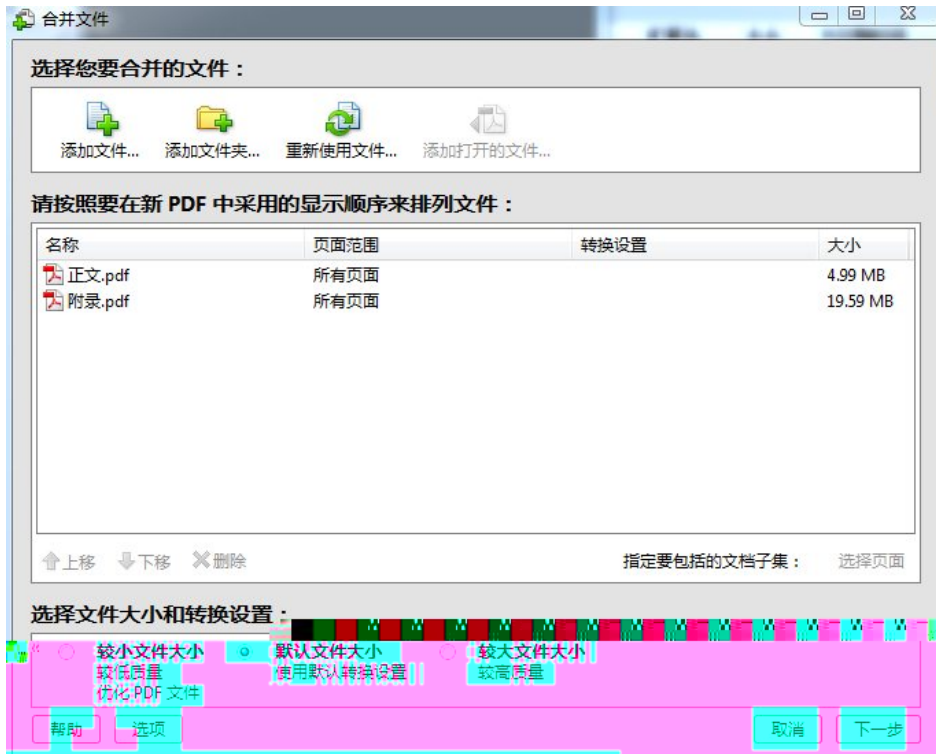 合并文件
选择您要合并的文件：
添加文件... 添加文件夹... 重新使用文件... 添加打开的文件...
请按照要在新 PDF 中采用的显示顺序来排列文件：
名称 页面范围 转换设置 大小
正文.pdf 所有页面 4.99 MB
附录.pdf 所有页面 19.59 MB
上移 下移 删除 指定要包括的文档子集： 选择页面
选择文件大小和转换设置：
较小文件大小 默认文件大小 较大文件大小
较低质量 使用默认转换设置 较高质量
优化 PDF 文件
帮助 选项 取消 下一步